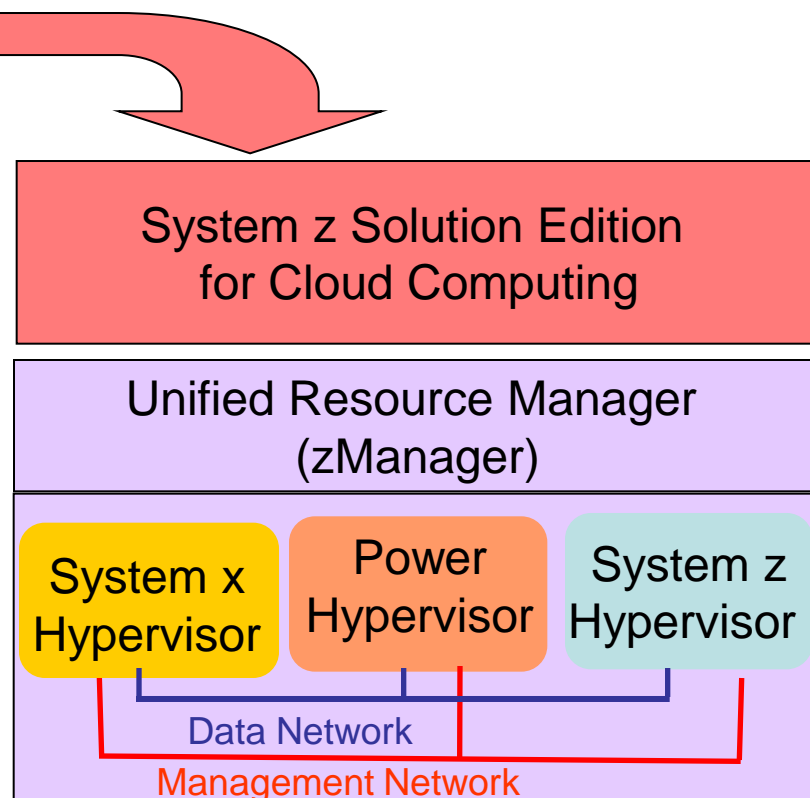 System z Solution Edition
for Cloud Computing
Unified Resource Manager
(zManager)
System x
Hypervisor
Power
Hypervisor
System z
Hypervisor
Data Network
Management Network